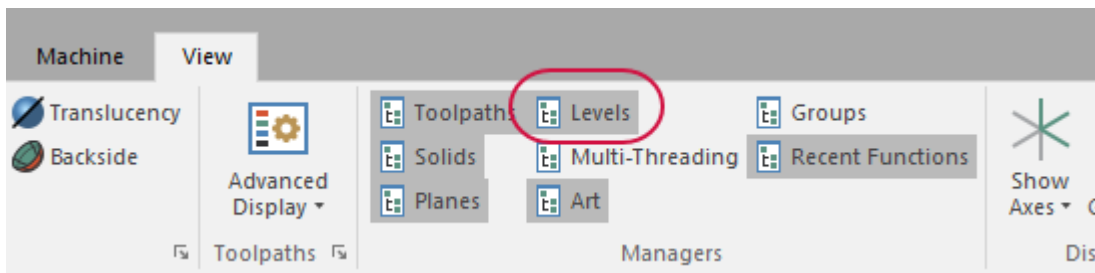 Machine View
Translucency
Backside
Advanced
Display
Toolpaths
Toolpaths Levels Groups
Solids Multi-Threading Recent Functions
Planes Art
Managers
Show
Axes